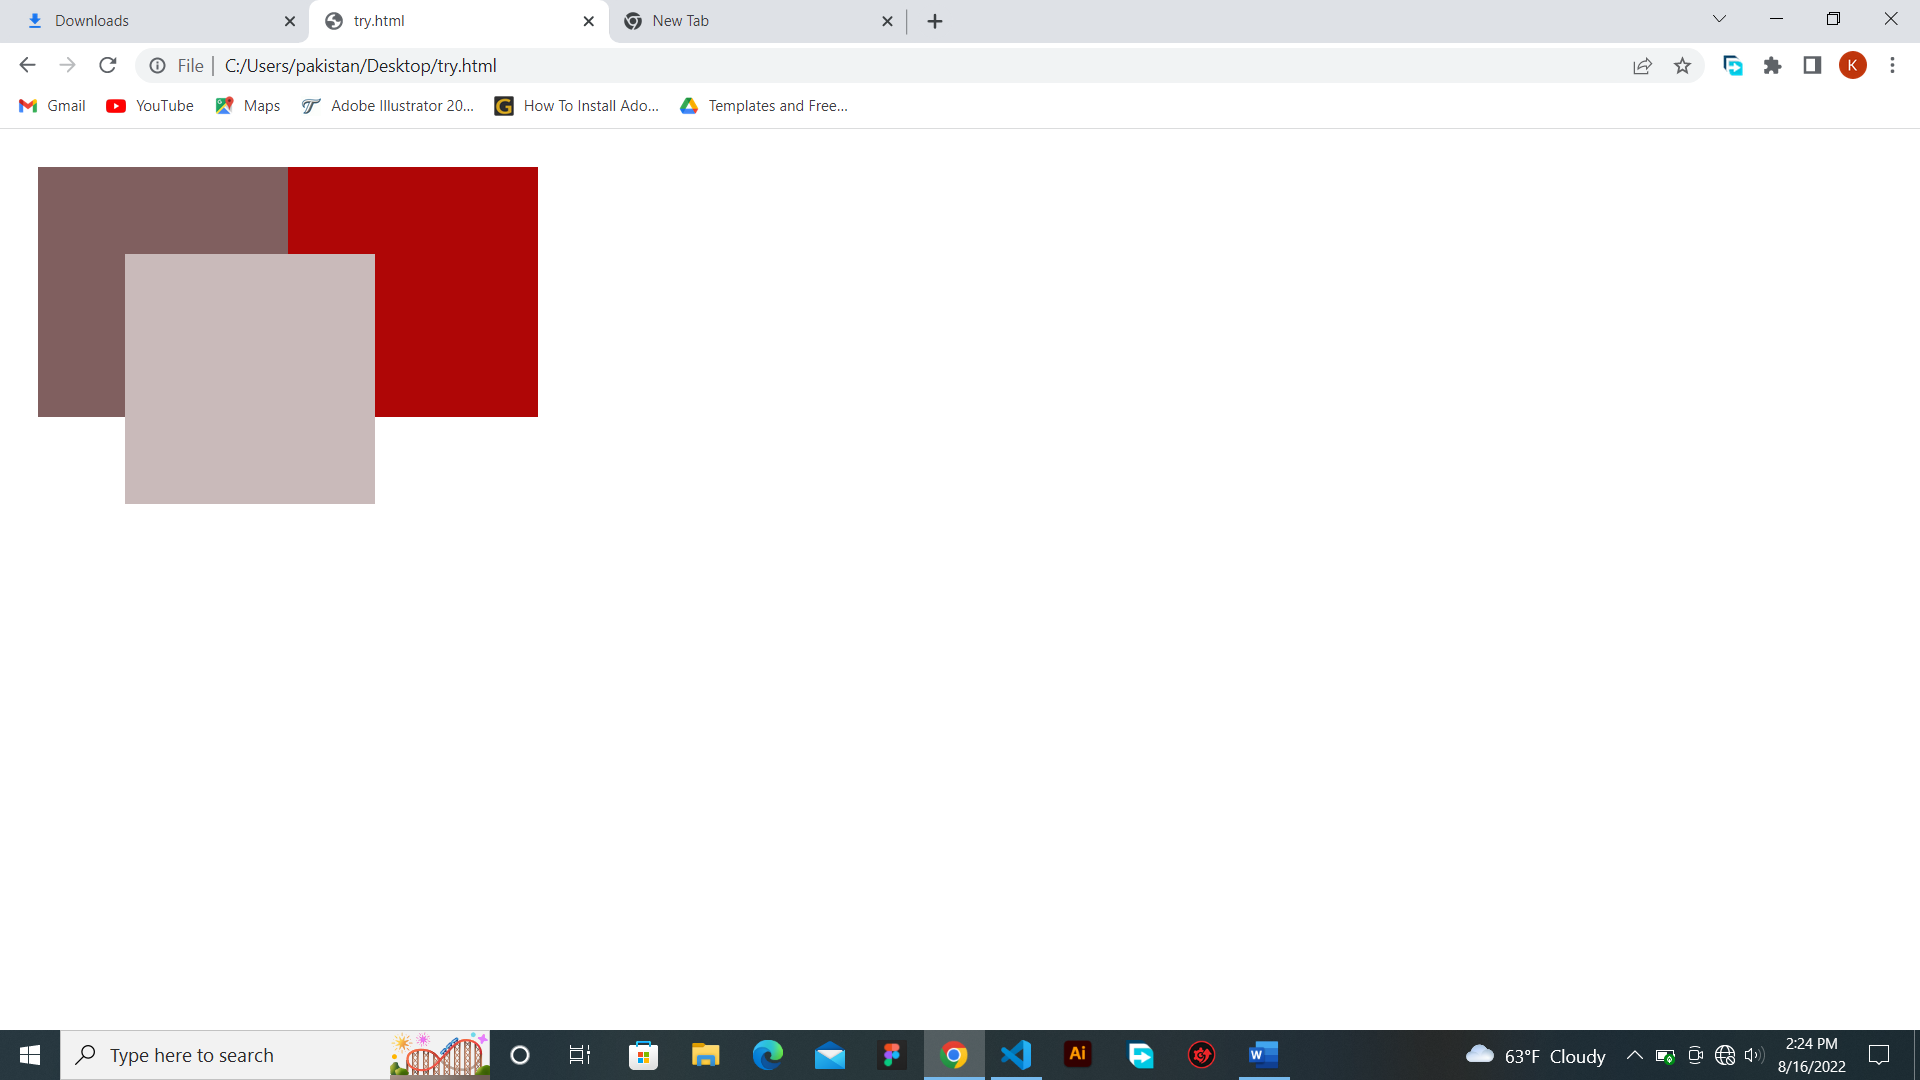 Downloads
try.html
New Tab
File | C:/Users/pakistan/Desktop/try.html
K
Gmail
YouTube
Maps
Adobe Illustrator 20...
How To Install Ado...
Templates and Free...
Type here to search
Ai
W
63°F Cloudy
2:24 PM
8/16/2022